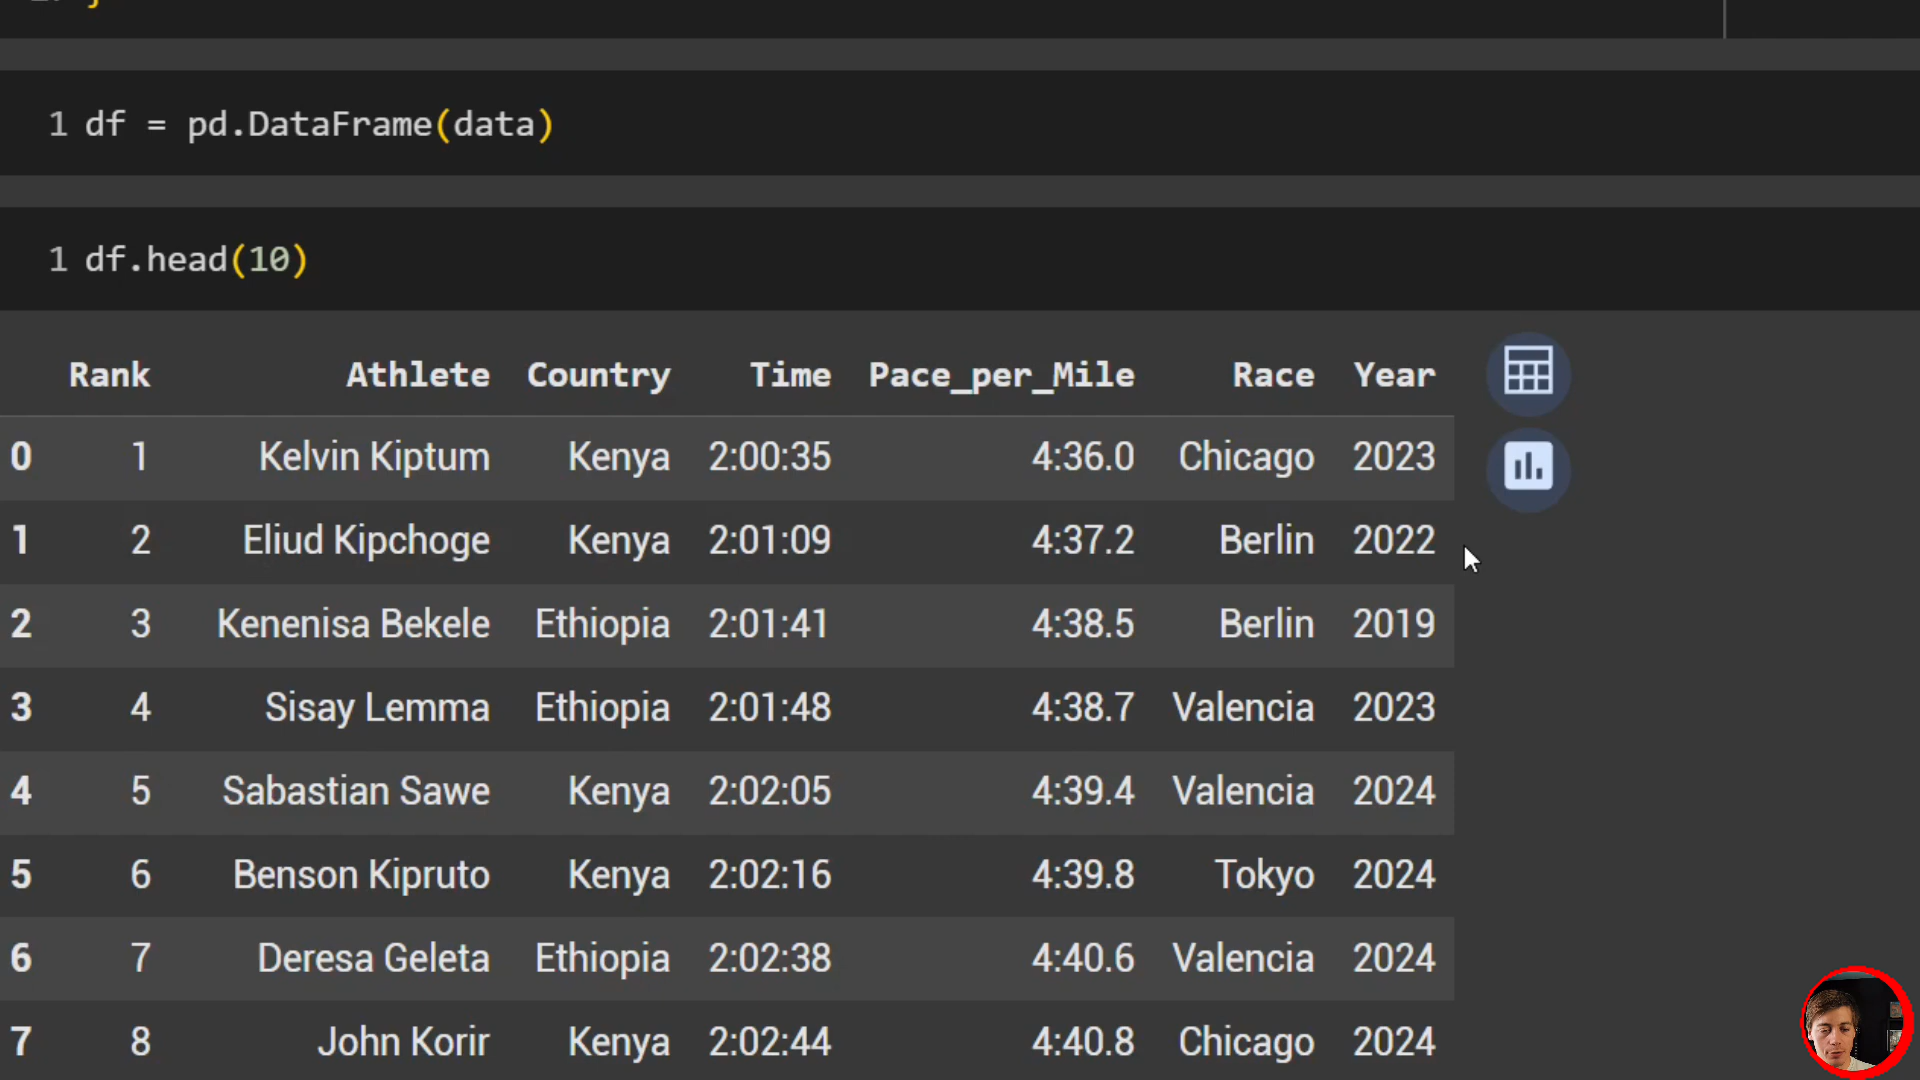 1 df = pd.DataFrame(data)
1 df.head(10)
Rank Athlete Country Time Pace_per_Mile Race Year
0 1 Kelvin Kiptum Kenya 2:00:35 4:36.0 Chicago 2023
1 2 Eliud Kipchoge Kenya 2:01:09 4:37.2 Berlin 2022
2 3 Kenenisa Bekele Ethiopia 2:01:41 4:38.5 Berlin 2019
3 4 Sisay Lemma Ethiopia 2:01:48 4:38.7 Valencia 2023
4 5 Sabastian Sawe Kenya 2:02:05 4:39.4 Valencia 2024
5 6 Benson Kipruto Kenya 2:02:16 4:39.8 Tokyo 2024
6 7 Deresa Geleta Ethiopia 2:02:38 4:40.6 Valencia 2024
7 8 John Korir Kenya 2:02:44 4:40.8 Chicago 2024